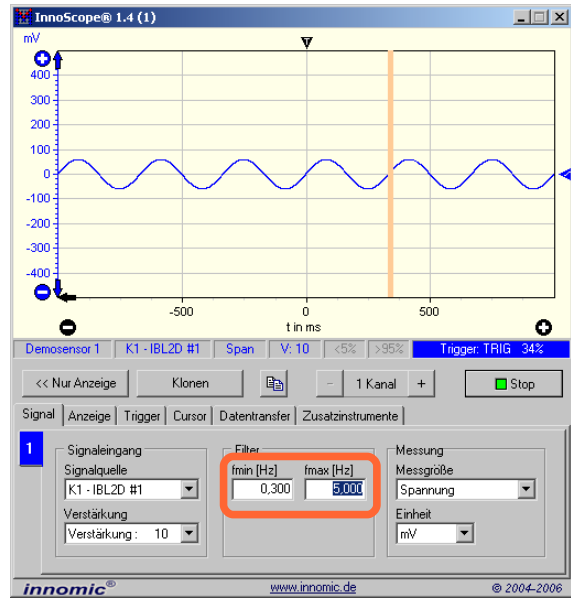 InnoScope® 1.4 (1)
mV
400
300
200
100
0
-100
-200
-300
-400
-500 0 500
t in ms
Demosensor 1 K1 - IBL2D #1 Span V: 10 <5% >95% Trigger: TRIG 34%
<< Nur Anzeige Klonen - 1 Kanal + Stop
Signal Anzeige Trigger Cursor Datentransfer Zusatzinstrumente
1
Signaleingang Filter Messung
Signalquelle fmin [Hz] fmax [Hz] Messgröße
K1 - IBL2D #1 0,300 5,000 Spannung
Verstärkung Einheit
Verstärkung : 10 mV
innomic® www.innomic.de © 2004-2006